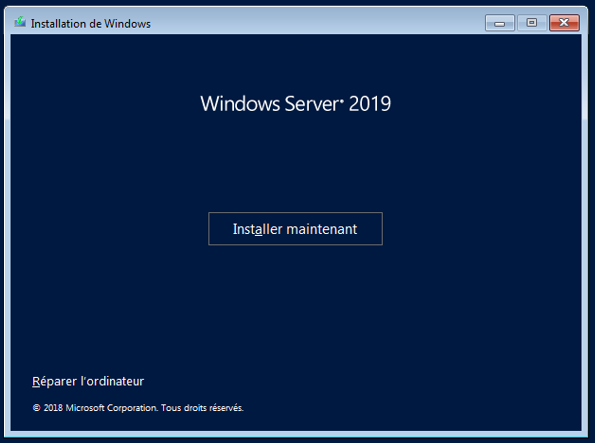 Installation de Windows
Windows Server® 2019
Installer maintenant
Réparer l'ordinateur
© 2018 Microsoft Corporation. Tous droits réservés.